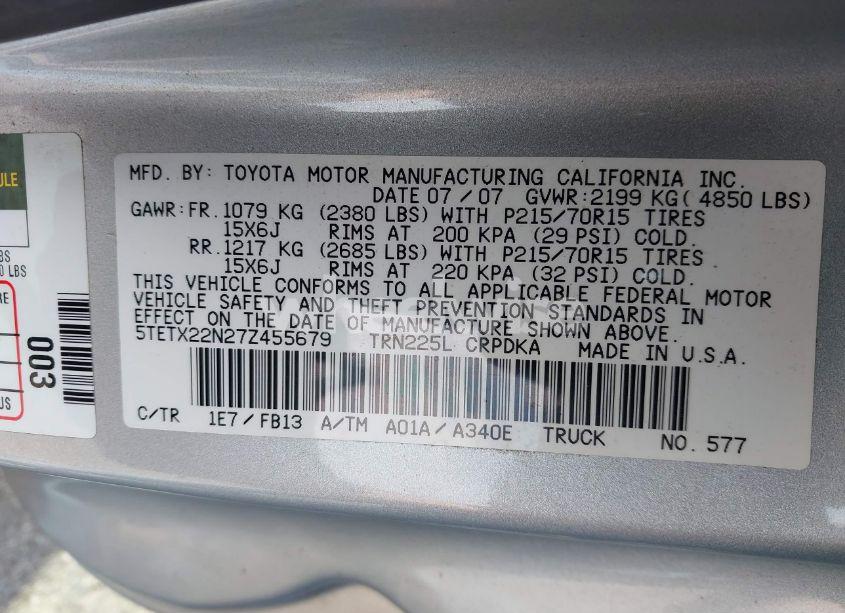 MFD. BY: TOYOTA MOTOR MANUFACTURING CALIFORNIA INC.
DATE 07/07 GVWR:2199 KG( 4850 LBS)
GAWR:FR.1079 KG (2380 LBS) WITH P215/70R15 TIRES
15X6J RIMS AT 200 KPA (29 PSI) COLD.
RR.1217 KG (2685 LBS) WITH P215/70R15 TIRES
15X6J RIMS AT 220 KPA (32 PSI) COLD.
THIS VEHICLE CONFORMS TO ALL APPLICABLE FEDERAL MOTOR
VEHICLE SAFETY AND THEFT PREVENTION STANDARDS IN
EFFECT ON THE DATE OF MANUFACTURE SHOWN ABOVE.
5TETX22N27Z455679 TRN225L CRPDKA MADE IN U.S.A.
C/TR 1E7/FB13 A/TM A01A/A340E TRUCK NO. 577
LBS
003
US